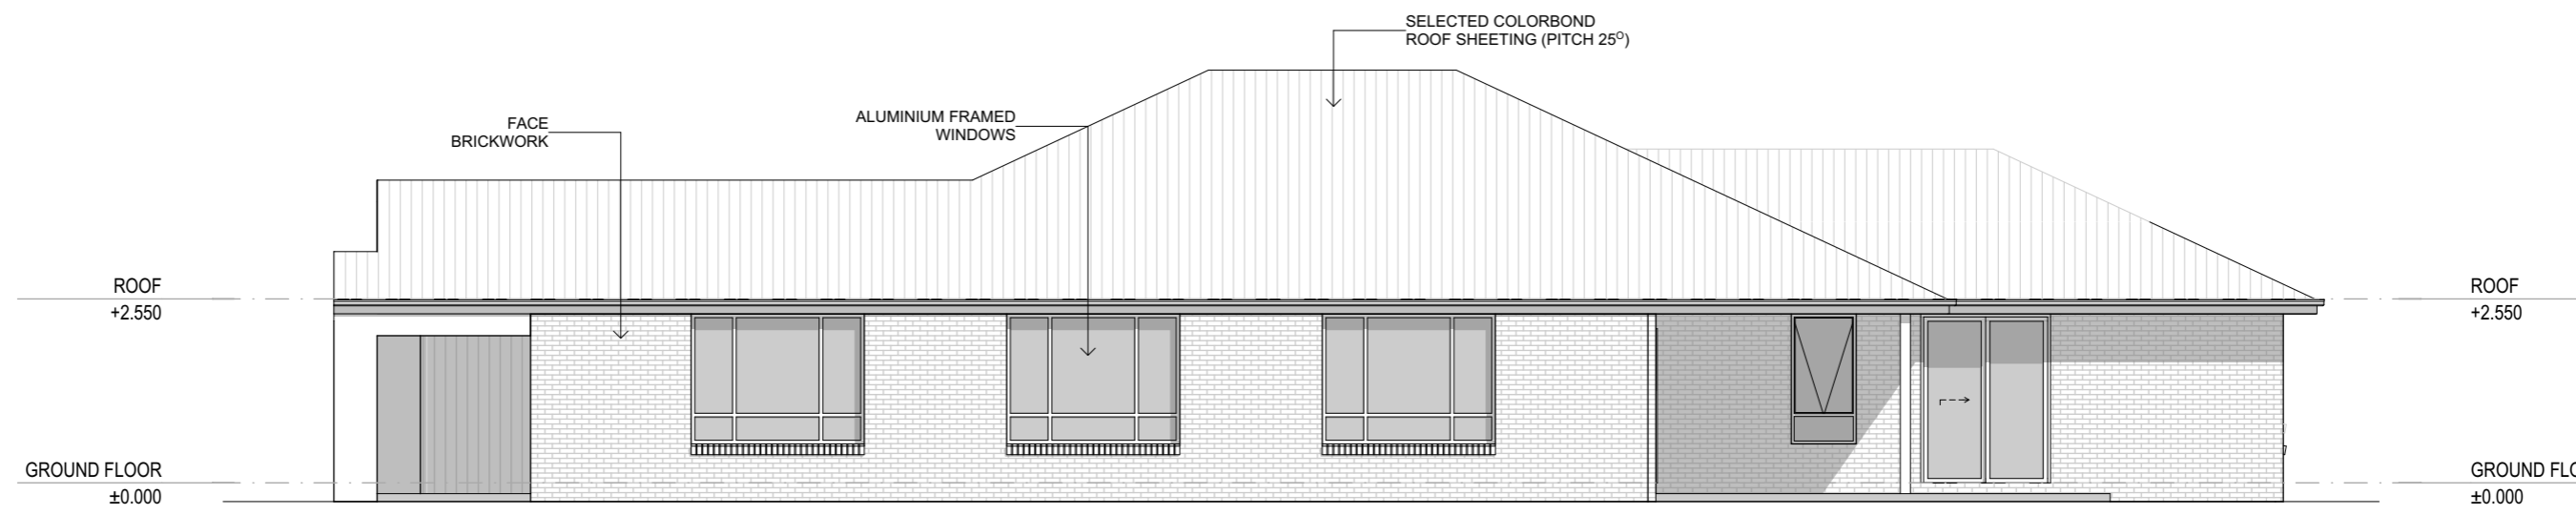 SELECTED COLORBOND
ROOF SHEETING (PITCH 25º)
ALUMINIUM FRAMED
WINDOWS
FACE
BRICKWORK
ROOF
+2.550
ROOF
+2.550
GROUND FLOOR
±0.000
GROUND FLO
±0.000